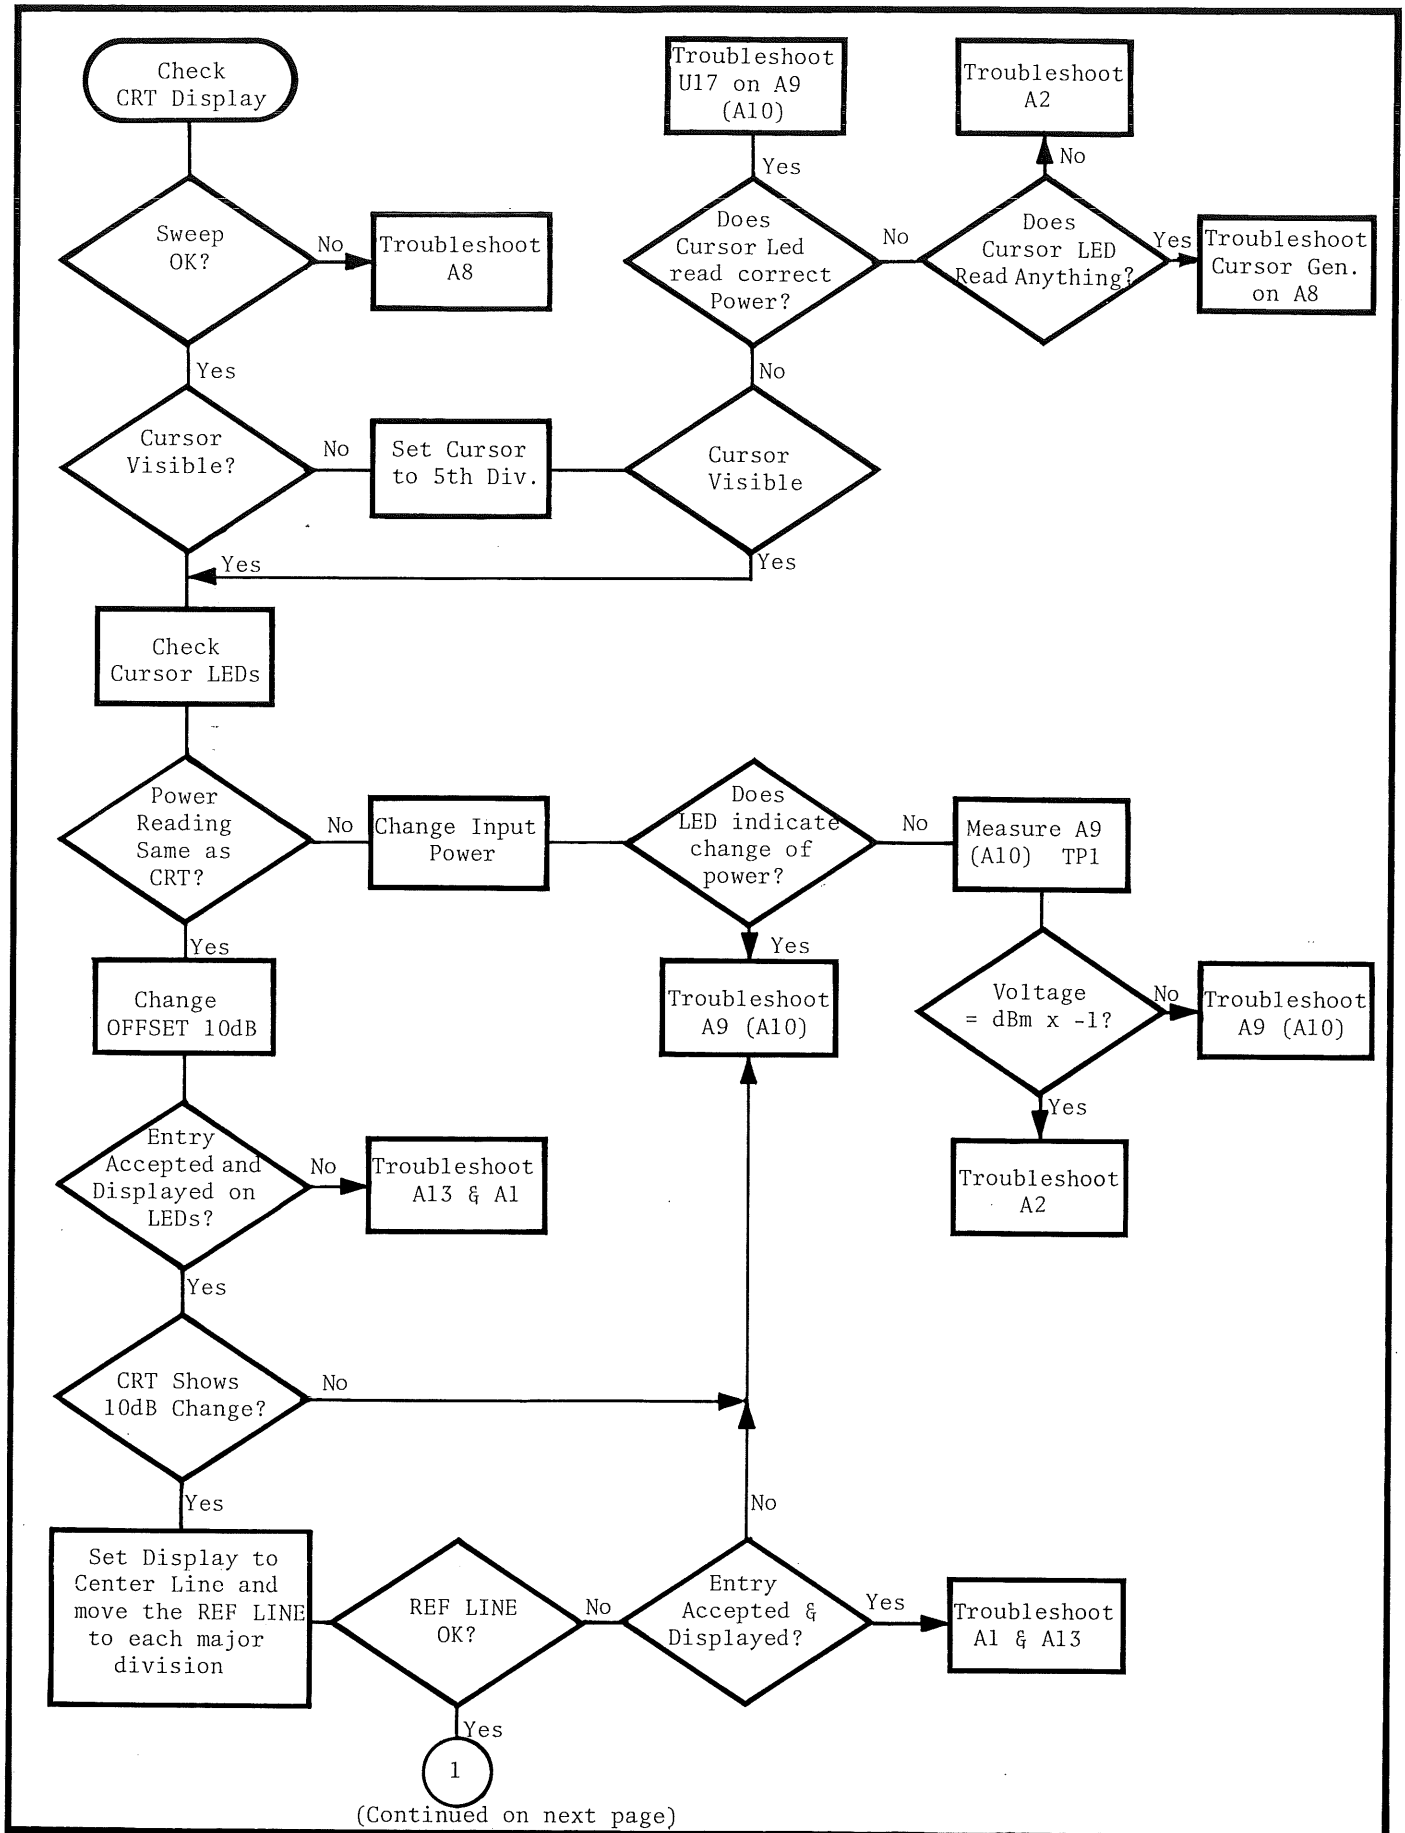 Check
CRT Display
Troubleshoot
U17 on A9
(A10)
Troubleshoot
A2
Yes
No
Sweep
OK?
No
Troubleshoot
A8
Does
Cursor Led
read correct
Power?
No
Does
Cursor LED
Read Anything?
Yes
Troubleshoot
Cursor Gen.
on A8
Yes
No
Cursor
Visible?
No
Set Cursor
to 5th Div.
Cursor
Visible
Yes
Yes
Check
Cursor LEDs
Power
Reading
Same as
CRT?
No
Change Input
Power
Does
LED indicate
change of
power?
No
Measure A9
(A10) TP1
Yes
Yes
Change
OFFSET 10dB
Troubleshoot
A9 (A10)
Voltage
= dBm x -1?
No
Troubleshoot
A9 (A10)
Yes
Entry
Accepted and
Displayed on
LEDs?
No
Troubleshoot
A13 & A1
Troubleshoot
A2
Yes
CRT Shows
10dB Change?
No
Yes
No
Set Display to
Center Line and
move the REF LINE
to each major
division
REF LINE
OK?
No
Entry
Accepted &
Displayed?
Yes
Troubleshoot
A1 & A13
Yes
1
(Continued on next page)